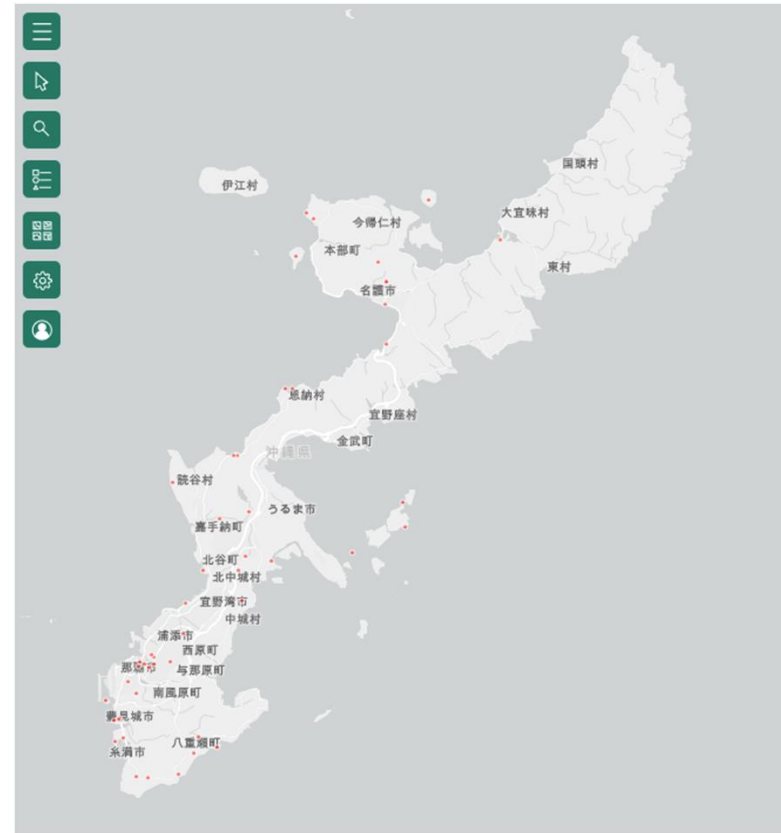 国頭村
伊江村
大宜味村
今帰仁村
本部町
東村
名護市
恩納村
宜野座村
金武町
沖縄県
読谷村
うるま市
嘉手納町
北谷町
北中城村
宜野湾市
中城村
浦添市
西原町
那覇市
与那原町
南風原町
豊見城市
八重瀬町
糸満市